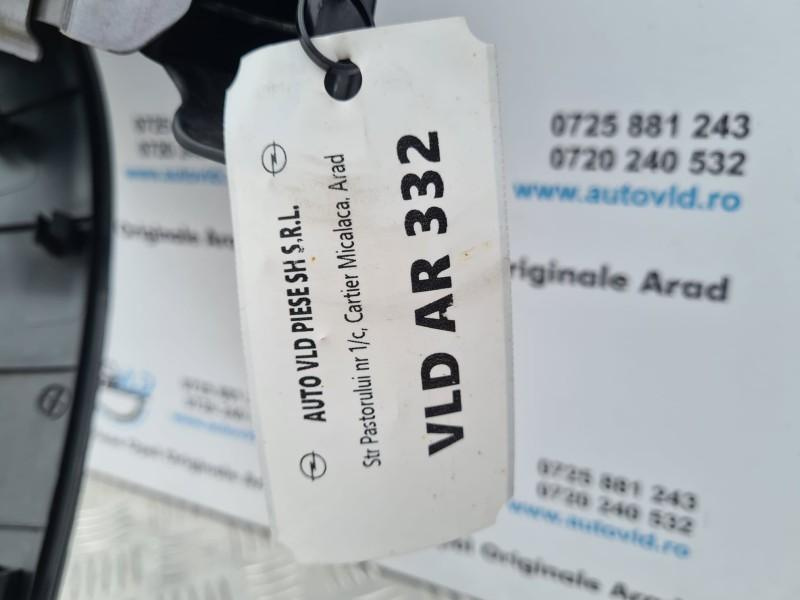 AUTO VLD PIESE SH S.R.L.
Str Pastorului nr 1/c, Cartier Micalaca. Arad
VLD AR 332
0725 881 243
0720 240 532
www.autovld.ro
Originale Arad
0725 881 243
0720 240 532
www.autovld.ro
Originale Arad